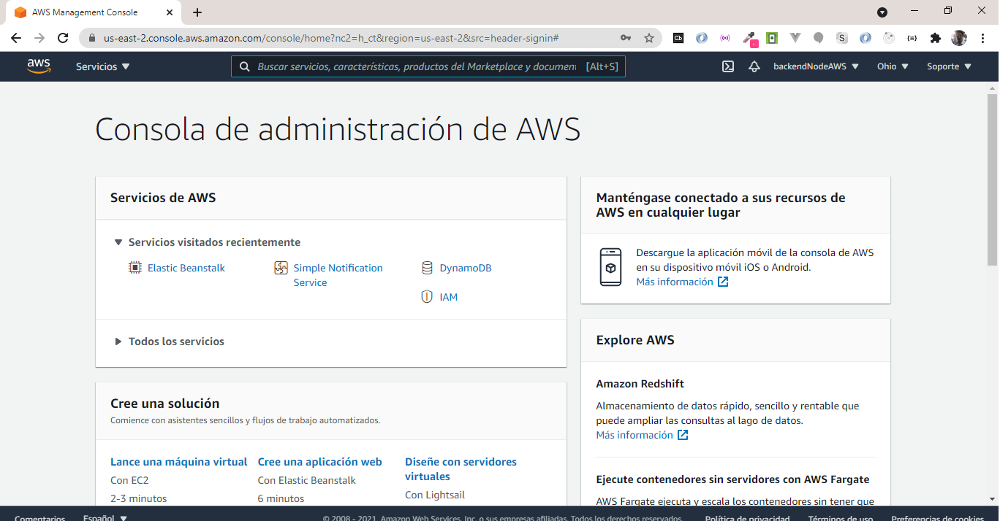 AWS Management Console
us-east-2.console.aws.amazon.com/console/home?nc2=h_ct&region=us-east-2&src=header-signin#
aws
Servicios
Buscar servicios, características, productos del Marketplace y document
[Alt+S]
backendNodeAWS
Ohio
Soporte
Consola de administración de AWS
Servicios de AWS
Servicios visitados recientemente
Elastic Beanstalk
Simple Notification
Service
DynamoDB
IAM
Todos los servicios
Cree una solución
Comience con asistentes sencillos y flujos de trabajo automatizados.
Lance una máquina virtual
Con EC2
2-3 minutos
Cree una aplicación web
Con Elastic Beanstalk
6 minutos
Diseñe con servidores
virtuales
Con Lightsail
Manténgase conectado a sus recursos de
AWS en cualquier lugar
Descargue la aplicación móvil de la consola de AWS
en su dispositivo móvil iOS o Android.
Más información
Explore AWS
Amazon Redshift
Almacenamiento de datos rápido, sencillo y rentable que
puede ampliar las consultas al lago de datos.
Más información
Ejecute contenedores sin servidores con AWS Fargate
AWS Fargate ejecuta y escala los contenedores sin tener que
Comentarios
Español
© 2008 - 2021, Amazon Web Services, Inc. o sus empresas afiliadas. Todos los derechos reservados.
Política de privacidad
Términos de uso
Preferencias de cookies